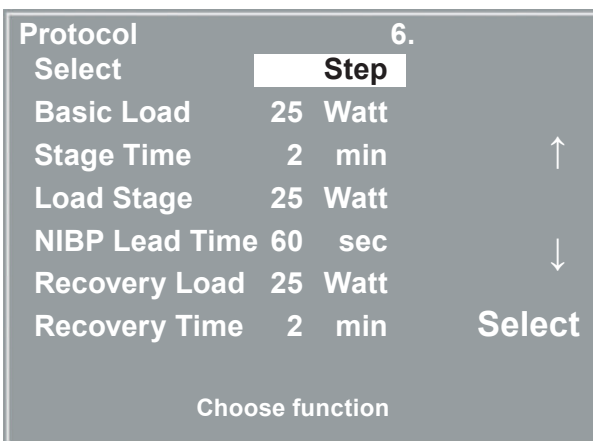 Protocol 6.
Select Step
Basic Load 25 Watt
Stage Time 2 min ↑
Load Stage 25 Watt
NIBP Lead Time 60 sec ↓
Recovery Load 25 Watt
Recovery Time 2 min Select
Choose function